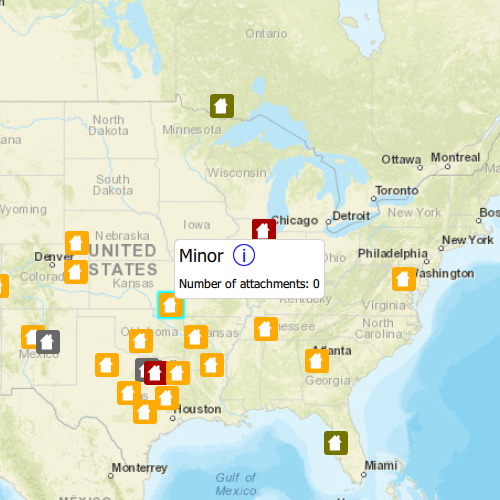 Ontario
North
Dakota
Minnesota
Ottawa
Montreal
South
Dakota
Wisconsin
Toronto
Wyoming
New York
Detroit
Chicago
Iowa
Nebraska
New York
Philadelphia
Denver
UNITED
STATES
Minor
Number of attachments: 0
Ohio
Washington
Colorado
Kansas
Kentucky
Virginia
Oklahoma
North
Carolina
Mexico
Atlanta
Georgia
Houston
Monterrey
Gulf of
Mexico
Miami
MÉXICO